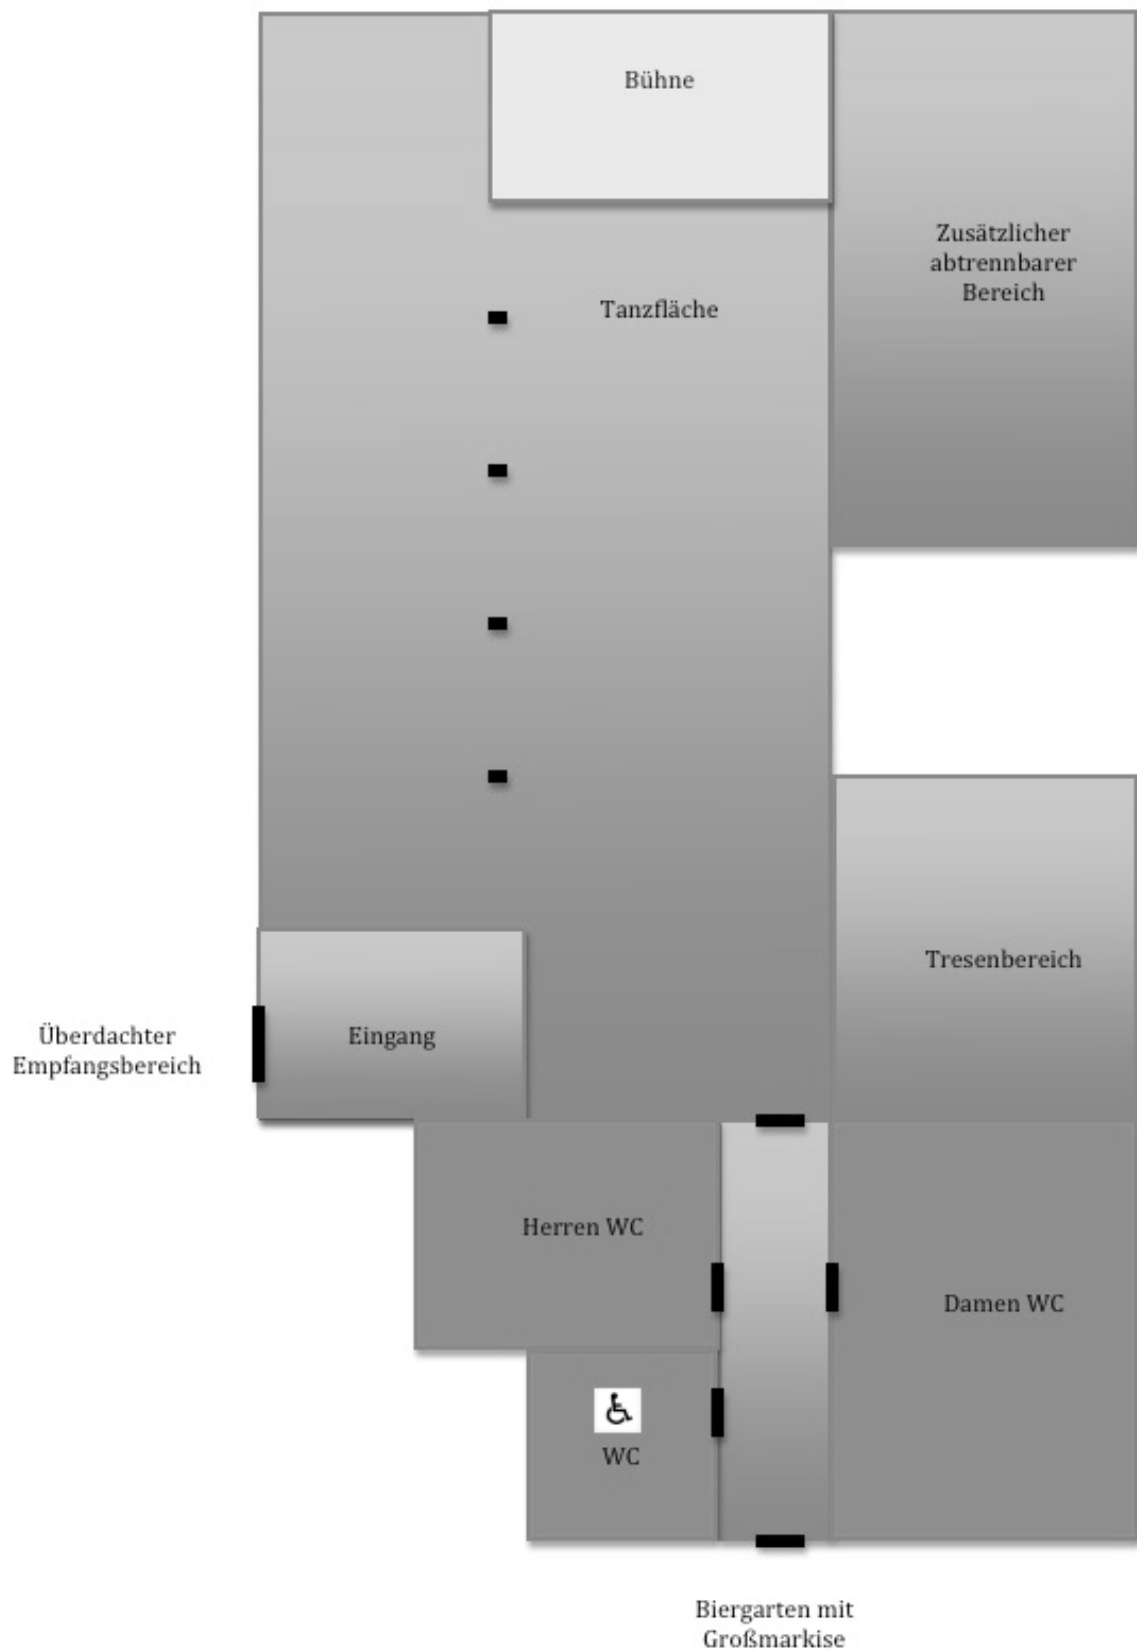 Bühne
Zusätzlicher
abtrennbarer
Bereich
Tanzfläche
Tresenbereich
Überdachter
Empfangsbereich
Eingang
Herren WC
Damen WC
WC
Biergarten mit
Großmarkise